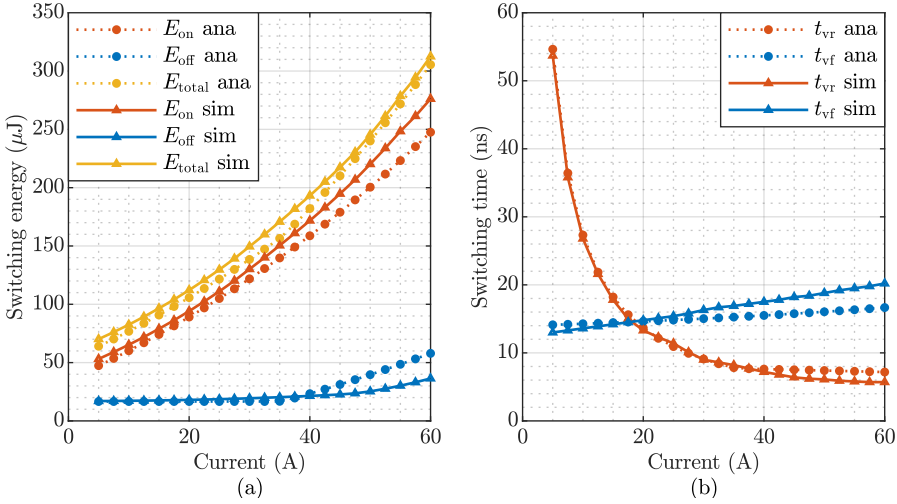 350
300
250
200
150
100
50
0
Switching energy (μJ)
E_on ana
E_off ana
E_total ana
E_on sim
E_off sim
E_total sim
0 20 40 60
Current (A)
(a)
60
50
40
30
20
10
0
Switching time (ns)
t_vr ana
t_vf ana
t_vr sim
t_vf sim
0 20 40 60
Current (A)
(b)